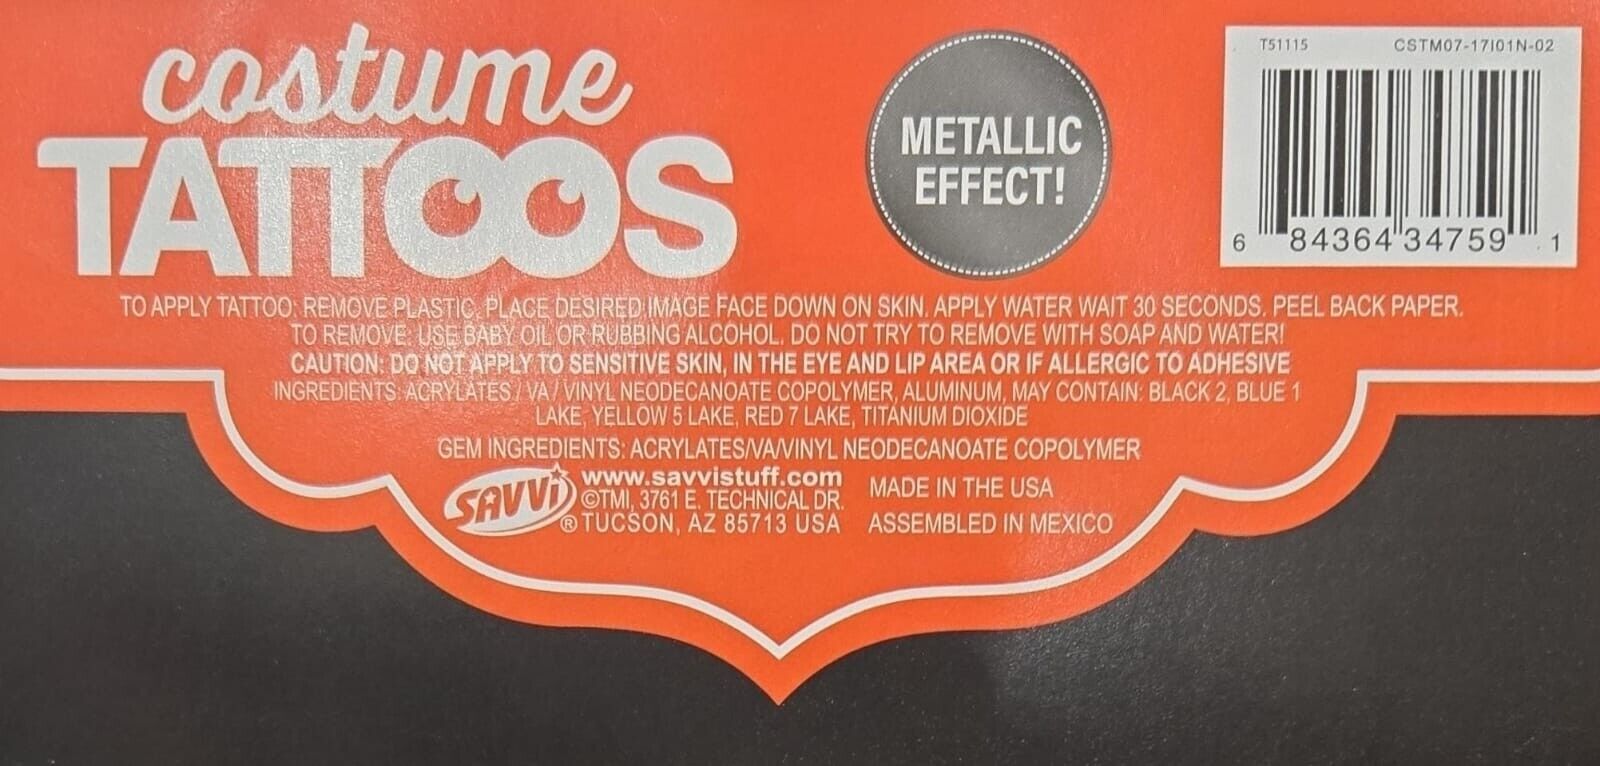 costume
TATTOOS
METALLIC
EFFECT!
T51115 CSTM07-17I01N-02
6 84364 34759 1
TO APPLY TATTOO: REMOVE PLASTIC. PLACE DESIRED IMAGE FACE DOWN ON SKIN. APPLY WATER WAIT 30 SECONDS. PEEL BACK PAPER.
TO REMOVE: USE BABY OIL OR RUBBING ALCOHOL. DO NOT TRY TO REMOVE WITH SOAP AND WATER!
CAUTION: DO NOT APPLY TO SENSITIVE SKIN, IN THE EYE AND LIP AREA OR IF ALLERGIC TO ADHESIVE
INGREDIENTS: ACRYLATES / VA / VINYL NEODECANOATE COPOLYMER, ALUMINUM, MAY CONTAIN: BLACK 2, BLUE 1
LAKE, YELLOW 5 LAKE, RED 7 LAKE, TITANIUM DIOXIDE
GEM INGREDIENTS: ACRYLATES/VA/VINYL NEODECANOATE COPOLYMER
SAVVi ®
www.savvistuff.com
©TMI, 3761 E. TECHNICAL DR.
TUCSON, AZ 85713 USA
MADE IN THE USA
ASSEMBLED IN MEXICO